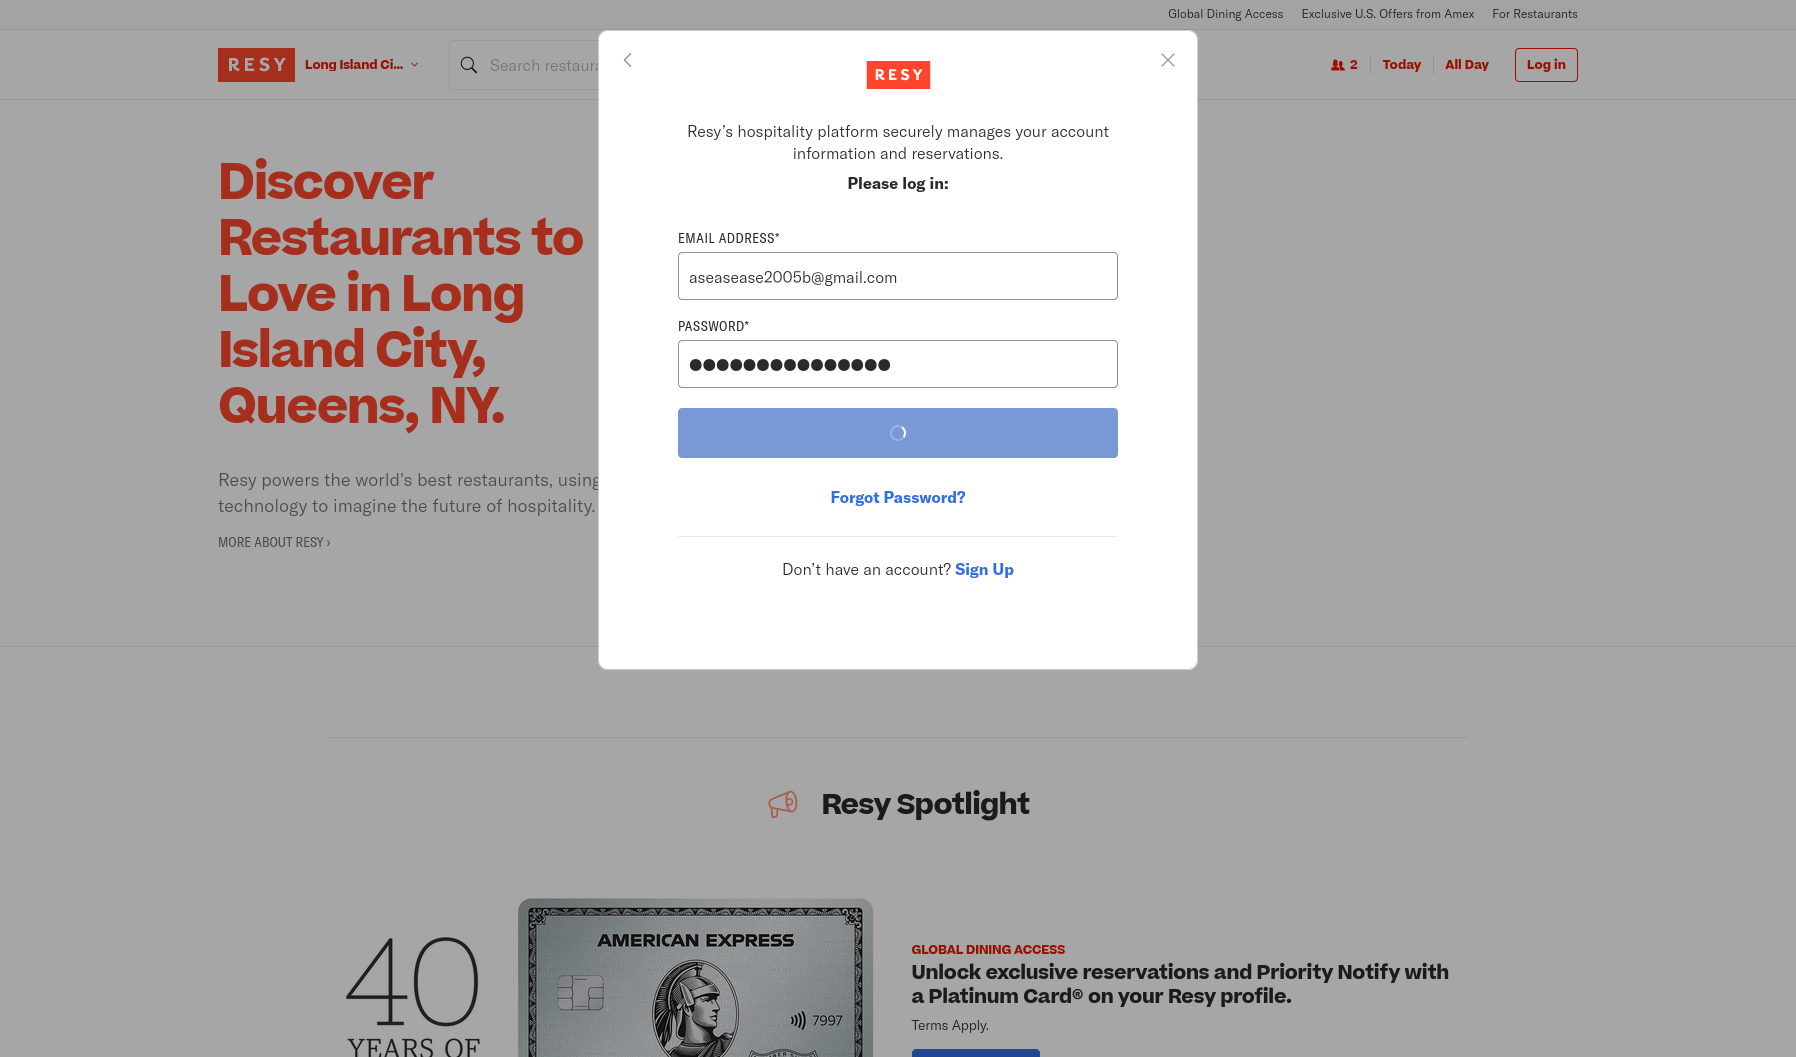 Global Dining Access Exclusive U.S. Offers from Amex For Restaurants
RESY Long Island Ci... Search restaura 2 Today All Day Log in
RESY
Resy's hospitality platform securely manages your account
information and reservations.
Please log in:
EMAIL ADDRESS*
aseasease2005b@gmail.com
PASSWORD*
Forgot Password?
Don't have an account? Sign Up
Discover
Restaurants to
Love in Long
Island City,
Queens, NY.
Resy powers the world's best restaurants, using
technology to imagine the future of hospitality.
MORE ABOUT RESY ›
Resy Spotlight
40
YEARS OF
AMERICAN EXPRESS
7997
GLOBAL DINING ACCESS
Unlock exclusive reservations and Priority Notify with
a Platinum Card® on your Resy profile.
Terms Apply.